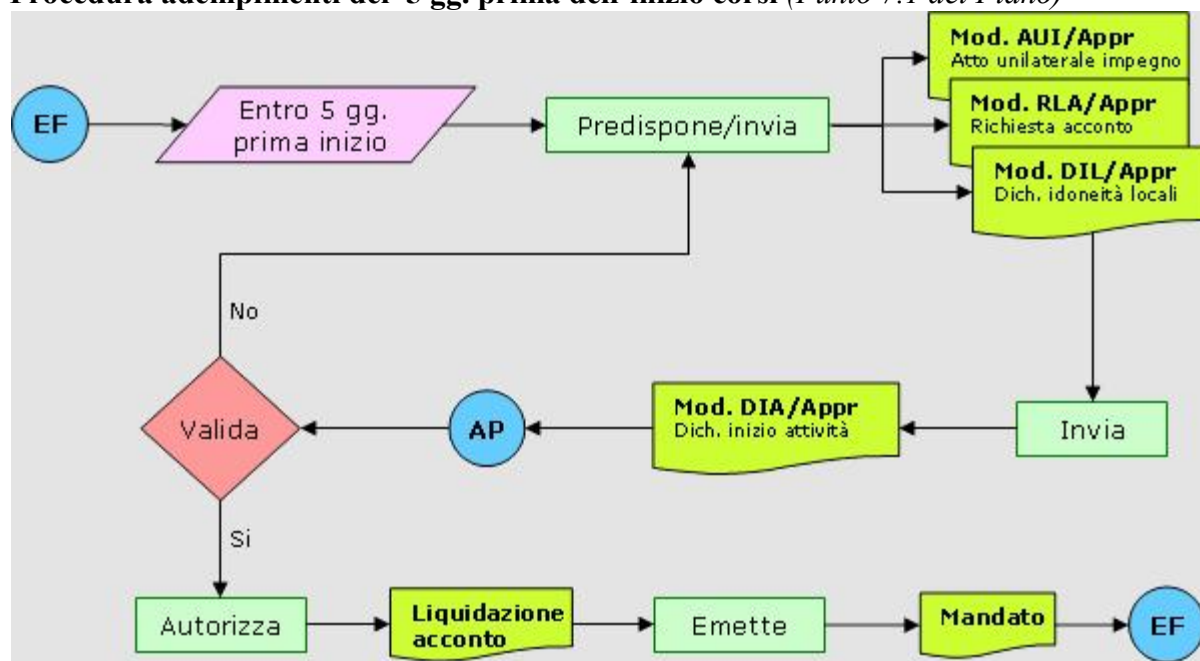 Procedura adempimenti dei 5 gg. prima dell'inizio corsi (Punto 7.1 del Piano)
EF
Entro 5 gg.
prima inizio
Predispone/invia
Mod. AUI/Appr
Atto unilaterale impegno
Mod. RLA/Appr
Richiesta acconto
Mod. DIL/Appr
Dich. idoneità locali
No
Valida
AP
Mod. DIA/Appr
Dich. inizio attività
Invia
Si
Autorizza
Liquidazione
acconto
Emette
Mandato
EF